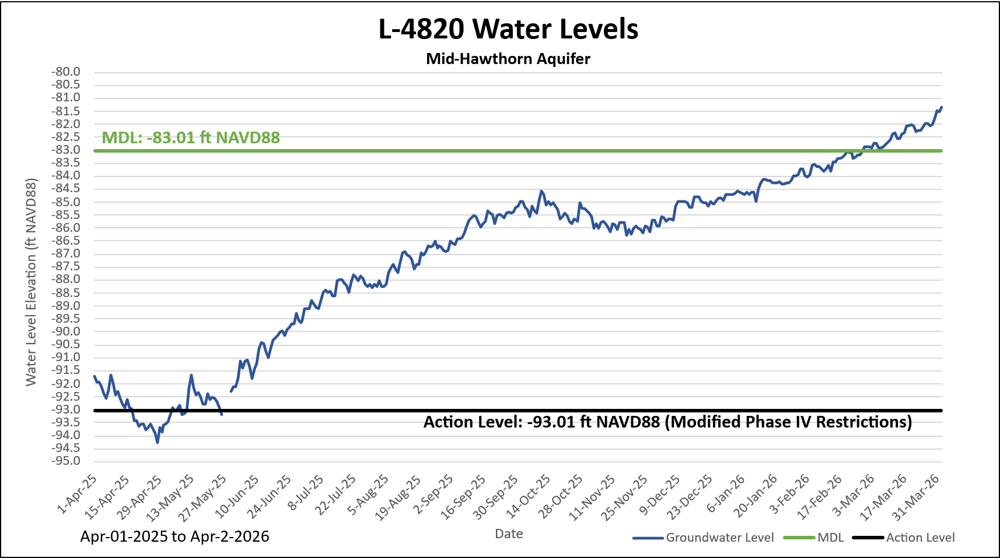 L-4820 Water Levels
Mid-Hawthorn Aquifer
-80.0
-80.5
-81.0
-81.5
-82.0
-82.5
-83.0
-83.5
-84.0
-84.5
-85.0
-85.5
-86.0
-86.5
-87.0
-87.5
-88.0
-88.5
-89.0
-89.5
-90.0
-90.5
-91.0
-91.5
-92.0
-92.5
-93.0
-93.5
-94.0
-94.5
-95.0
Water Level Elevation (ft NAVD88)
MDL: -83.01 ft NAVD88
Action Level: -93.01 ft NAVD88 (Modified Phase IV Restrictions)
1-Apr-25
15-Apr-25
29-Apr-25
13-May-25
27-May-25
10-Jun-25
24-Jun-25
8-Jul-25
22-Jul-25
5-Aug-25
19-Aug-25
2-Sep-25
16-Sep-25
30-Sep-25
14-Oct-25
28-Oct-25
11-Nov-25
25-Nov-25
9-Dec-25
23-Dec-25
6-Jan-26
20-Jan-26
3-Feb-26
17-Feb-26
3-Mar-26
17-Mar-26
31-Mar-26
Date
Apr-01-2025 to Apr-2-2026
Groundwater Level
MDL
Action Level